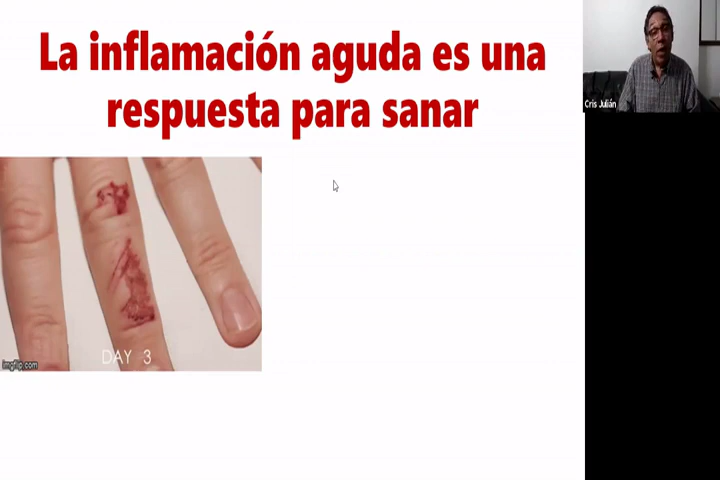 La inflamación aguda es una
respuesta para sanar
Cris Julián
DAY 3
imgflip.com